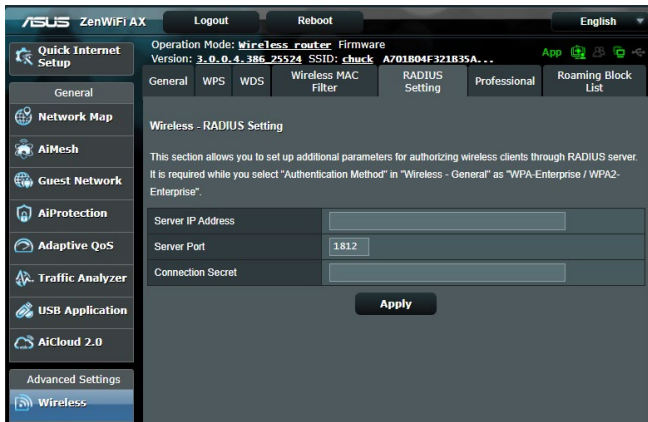 ASUS ZenWiFi AX Logout Reboot English
Quick Internet Setup
General
Network Map
AiMesh
Guest Network
AiProtection
Adaptive QoS
Traffic Analyzer
USB Application
AiCloud 2.0
Advanced Settings
Wireless
Operation Mode: Wireless router Firmware
Version: 3.0.0.4.386_25524 SSID: chuck A701B04F321B35A...
App
General WPS WDS Wireless MAC Filter RADIUS Setting Professional Roaming Block List
Wireless - RADIUS Setting
This section allows you to set up additional parameters for authorizing wireless clients through RADIUS server.
It is required while you select "Authentication Method" in "Wireless - General" as "WPA-Enterprise / WPA2-
Enterprise".
Server IP Address
Server Port 1812
Connection Secret
Apply